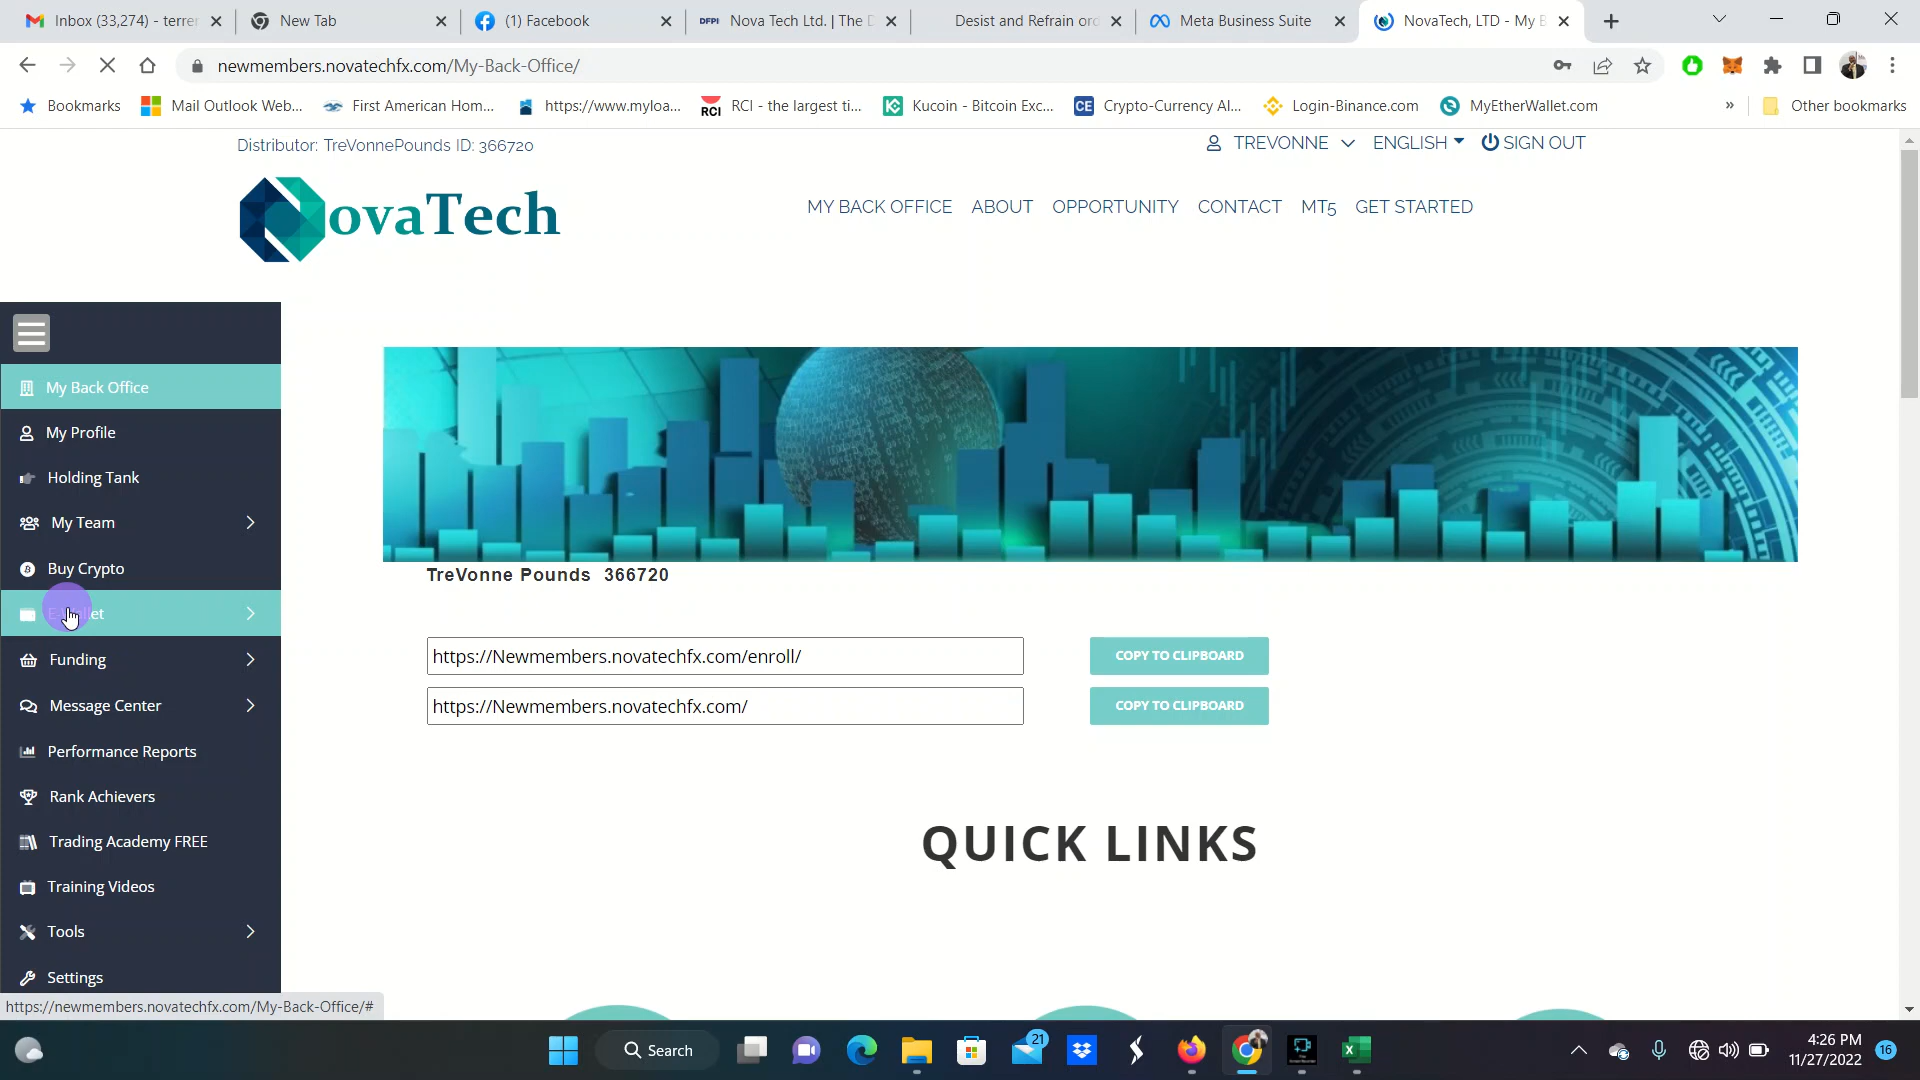 Inbox (33,274) - terrer
New Tab
(1) Facebook
DFPI Nova Tech Ltd. | The D
Desist and Refrain orc
Meta Business Suite
NovaTech, LTD - My B
newmembers.novatechfx.com/My-Back-Office/
Bookmarks
Mail Outlook Web...
First American Hom...
https://www.myloa...
RCI RCI - the largest ti...
Kucoin - Bitcoin Exc...
CE Crypto-Currency Al...
Login-Binance.com
MyEtherWallet.com
»
Other bookmarks
Distributor: TreVonnePounds ID: 366720
TREVONNE
ENGLISH
SIGN OUT
NovaTech
MY BACK OFFICE
ABOUT
OPPORTUNITY
CONTACT
MT5
GET STARTED
My Back Office
My Profile
Holding Tank
My Team
Buy Crypto
Funding
Message Center
Performance Reports
Rank Achievers
Trading Academy FREE
Training Videos
Tools
Settings
TreVonne Pounds 366720
https://Newmembers.novatechfx.com/enroll/
COPY TO CLIPBOARD
https://Newmembers.novatechfx.com/
COPY TO CLIPBOARD
QUICK LINKS
https://newmembers.novatechfx.com/My-Back-Office/#
Search
21
4:26 PM
11/27/2022
16